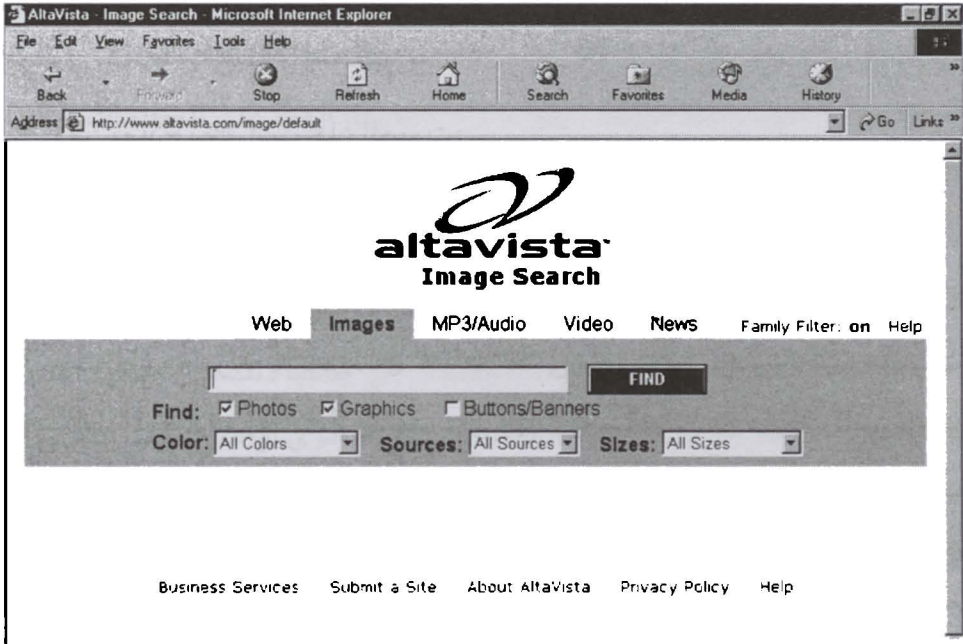 AltaVista - Image Search - Microsoft Internet Explorer
File Edit View Favorites Tools Help
Back Forward Stop Refresh Home Search Favorites Media History
Address http://www.altavista.com/image/default Go Links
altavista
Image Search
Web Images MP3/Audio Video News Family Filter: on Help
FIND
Find: Photos Graphics Buttons/Banners
Color: All Colors Sources: All Sources Sizes: All Sizes
Business Services Submit a Site About AltaVista Privacy Policy Help